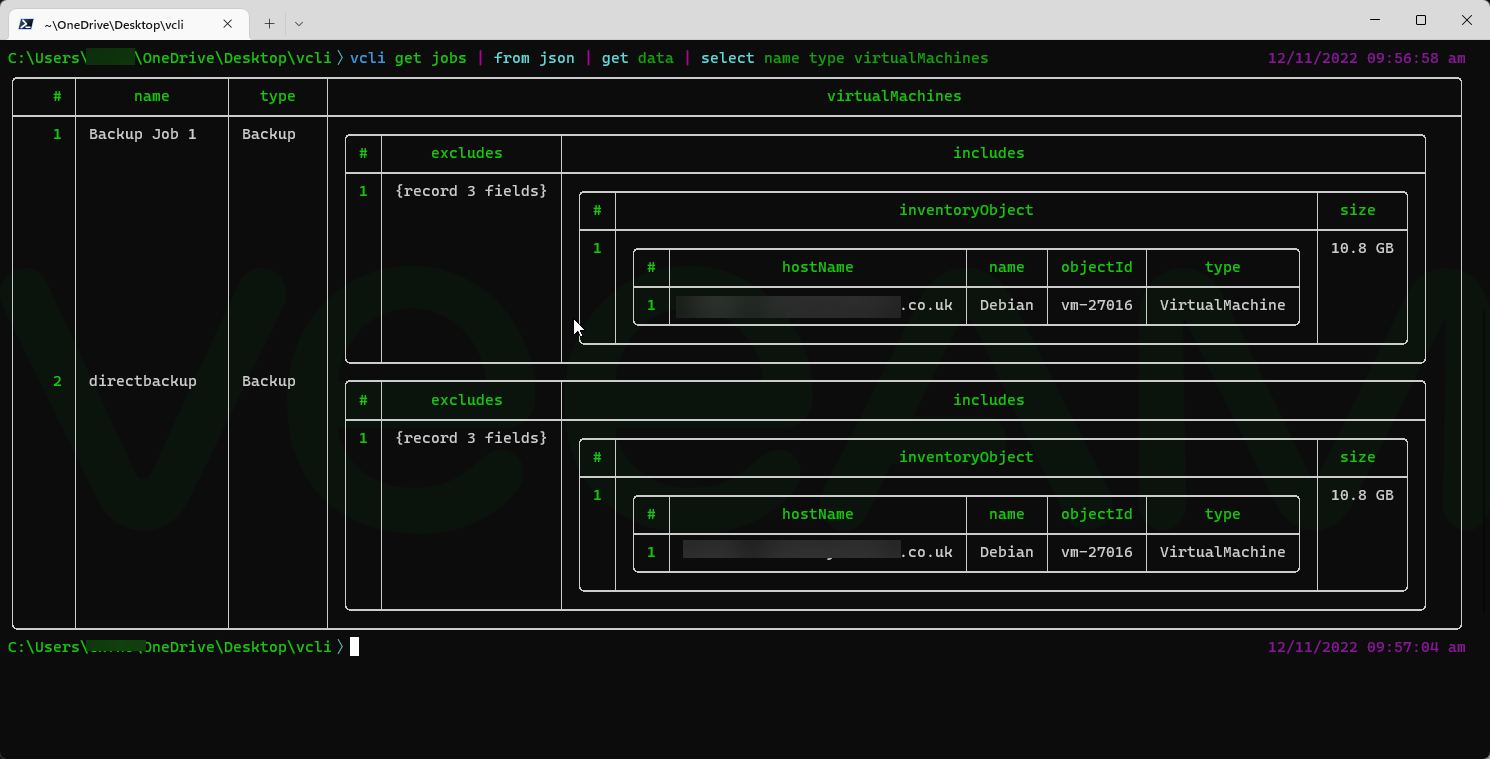 ~\OneDrive\Desktop\vcli
C:\Users\ \OneDrive\Desktop\vcli〉vcli get jobs | from json | get data | select name type virtualMachines 12/11/2022 09:56:58 am
# name type virtualMachines
1 Backup Job 1 Backup
# excludes includes
1 {record 3 fields}
# inventoryObject size
1 10.8 GB
# hostName name objectId type
1 .co.uk Debian vm-27016 VirtualMachine
2 directbackup Backup
# excludes includes
1 {record 3 fields}
# inventoryObject size
1 10.8 GB
# hostName name objectId type
1 .co.uk Debian vm-27016 VirtualMachine
C:\Users\ OneDrive\Desktop\vcli〉 12/11/2022 09:57:04 am
veeAM